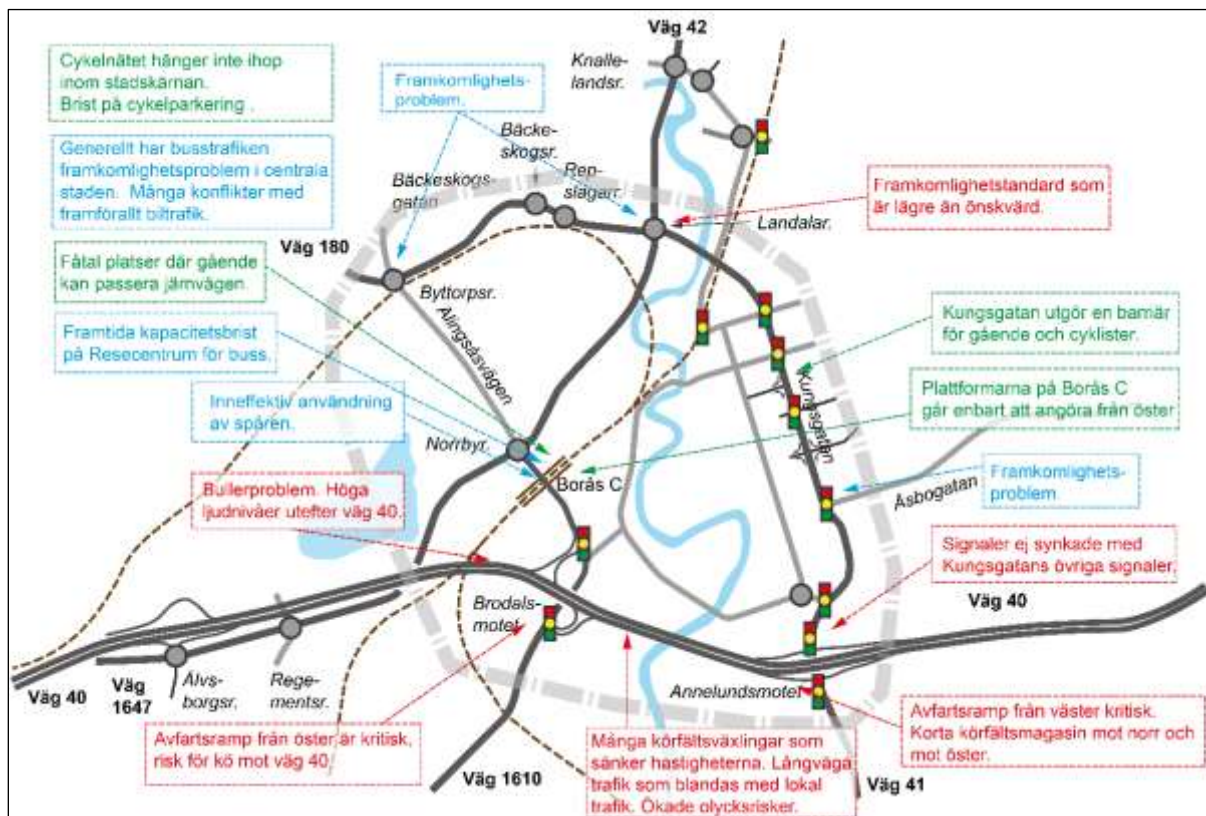 Väg 42
Cykelnätet hänger inte ihop
inom stadskärnan.
Brist på cykelparkering .
Framkomlighets-
problem.
Knalle-
landsr.
Generellt har busstrafiken
framkomlighetsproblem i centrala
staden. Många konflikter med
framförallt biltrafik.
Bäcke-
skogsr.
Rep-
slagarr.
Bäckeskogs-
gatan
Framkomlighetstandard som
är lägre än önskvärd.
Landalar.
Väg 180
Fåtal platser där gående
kan passera järnvägen.
Byttorpsr.
Alingsåsvägen
Kungsgatan utgör en barriär
för gående och cyklister.
Framtida kapacitetsbrist
på Resecentrum för buss.
Kungsgatan
Plattformarna på Borås C
går enbart att angöra från öster
Inneffektiv användning
av spåren.
Norrbyr.
Borås C
Framkomlighets-
problem.
Åsbogatan
Bullerproblem. Höga
ljudnivåer utefter väg 40.
Signaler ej synkade med
Kungsgatans övriga signaler.
Väg 40
Brodals-
motet
Väg 40
Väg
1647
Älvs-
borgsr.
Rege-
mentsr.
Annelundsmotet
Avfartsramp från öster är kritisk,
risk för kö mot väg 40.
Väg 1610
Många körfältsväxlingar som
sänker hastigheterna. Långväga
trafik som blandas med lokal
trafik. Ökade olycksrisker.
Avfartsramp från väster kritisk.
Korta körfältsmagasin mot norr och
mot öster.
Väg 41